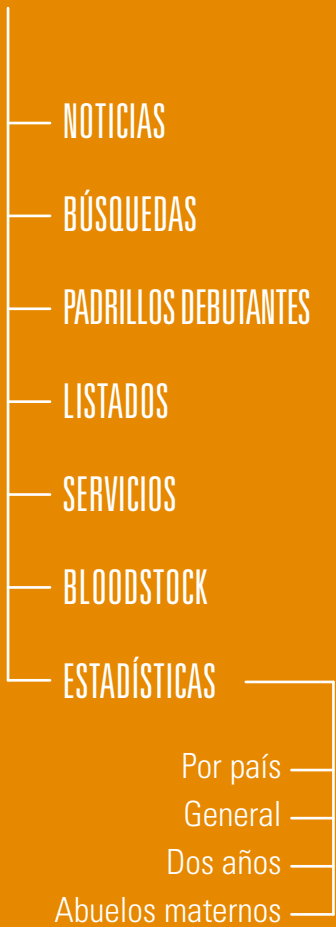 NOTICIAS
BÚSQUEDAS
PADRILLOS DEBUTANTES
LISTADOS
SERVICIOS
BLOODSTOCK
ESTADÍSTICAS
Por país
General
Dos años
Abuelos maternos